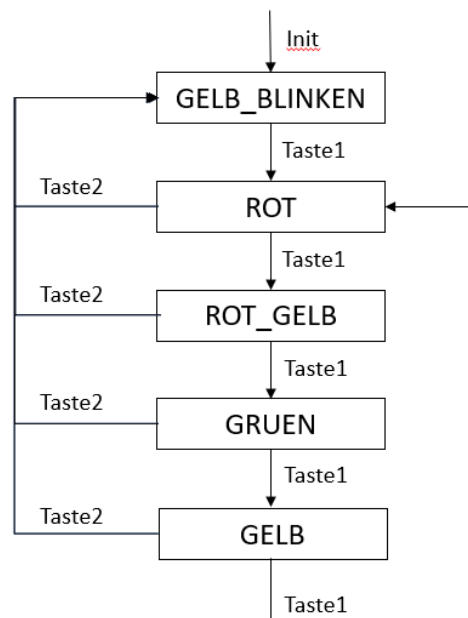 Init
GELB_BLINKEN
Taste1
Taste2
ROT
Taste1
Taste2
ROT_GELB
Taste1
Taste2
GRUEN
Taste1
Taste2
GELB
Taste1